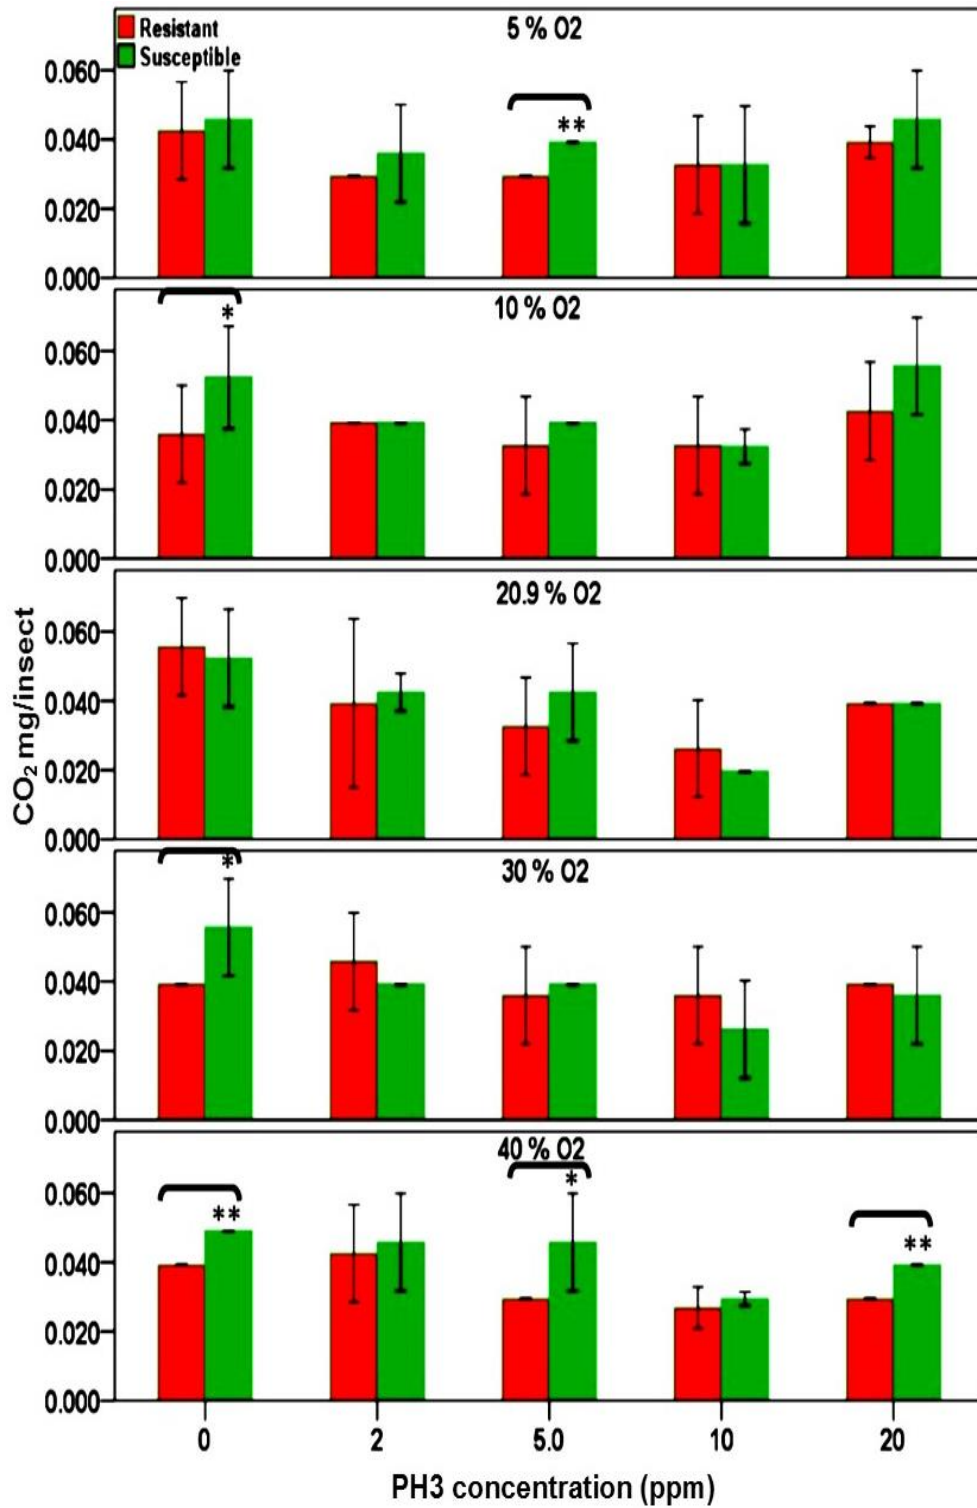 Resistant
Susceptible
5 % O2
0.060
0.040
0.020
0.000
**
10 % O2
0.060
0.040
0.020
0.000
*
20.9 % O2
0.060
0.040
0.020
0.000
30 % O2
0.060
0.040
0.020
0.000
*
40 % O2
0.060
0.040
0.020
0.000
**
*
**
0 2 5.0 10 20
PH3 concentration (ppm)
CO₂ mg/insect